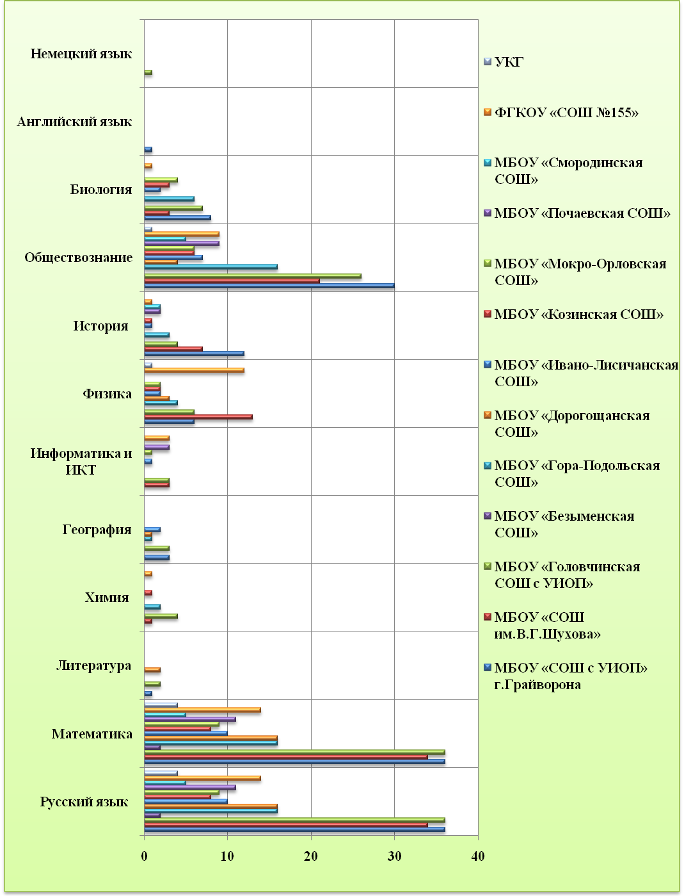 Немецкий язык
Английский язык
Биология
Обществознание
История
Физика
Информатика и
ИКТ
География
Химия
Литература
Математика
Русский язык
0 10 20 30 40
УКГ
ФГКОУ «СОШ №155»
МБОУ «Смородинская
СОШ»
МБОУ «Почаевская СОШ»
МБОУ «Мокро-Орловская
СОШ»
МБОУ «Козинская СОШ»
МБОУ «Ивано-Лисичанская
СОШ»
МБОУ «Дорогощанская
СОШ»
МБОУ «Гора-Подольская
СОШ»
МБОУ «Безыменская
СОШ»
МБОУ «Головчинская
СОШ с УИОП»
МБОУ «СОШ
им.В.Г.Шухова»
МБОУ «СОШ с УИОП»
г.Грайворона